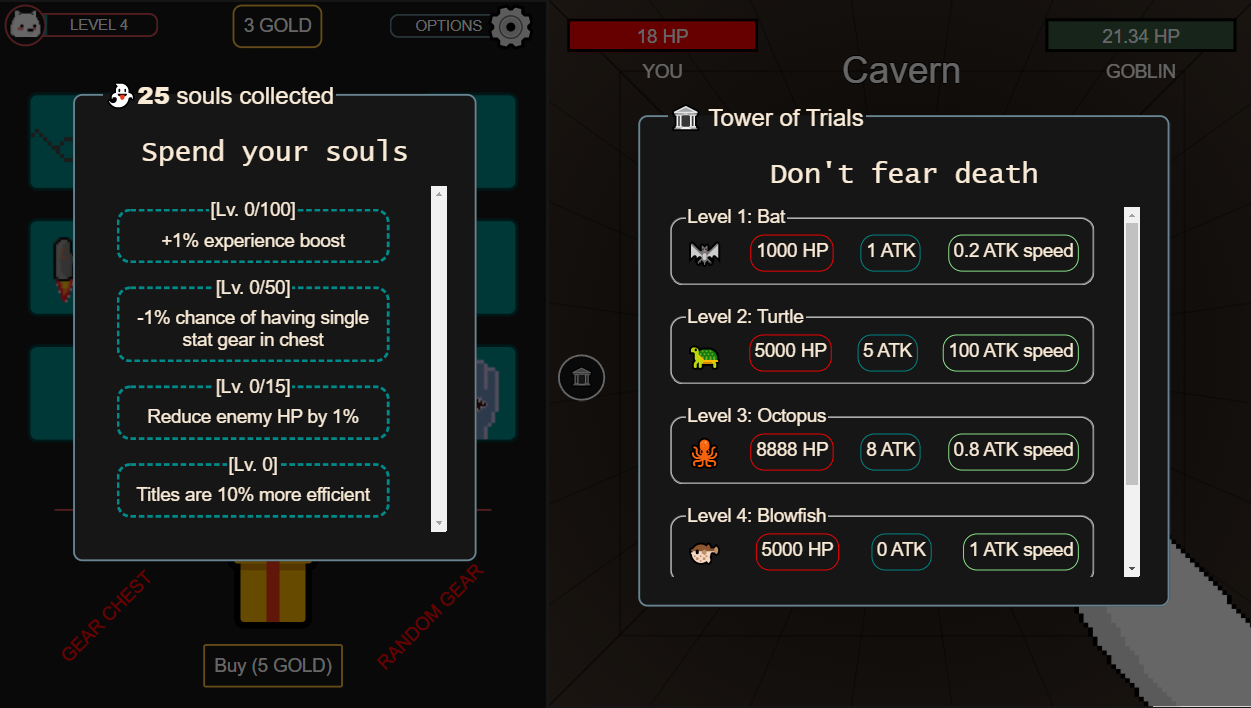 LEVEL 4
3 GOLD
OPTIONS
25 souls collected
Spend your souls
[Lv. 0/100]
+1% experience boost
[Lv. 0/50]
-1% chance of having single
stat gear in chest
[Lv. 0/15]
Reduce enemy HP by 1%
[Lv. 0]
Titles are 10% more efficient
GEAR CHEST
RANDOM GEAR
Buy (5 GOLD)
18 HP
21.34 HP
YOU
Cavern
GOBLIN
Tower of Trials
Don't fear death
Level 1: Bat
1000 HP 1 ATK 0.2 ATK speed
Level 2: Turtle
5000 HP 5 ATK 100 ATK speed
Level 3: Octopus
8888 HP 8 ATK 0.8 ATK speed
Level 4: Blowfish
5000 HP 0 ATK 1 ATK speed